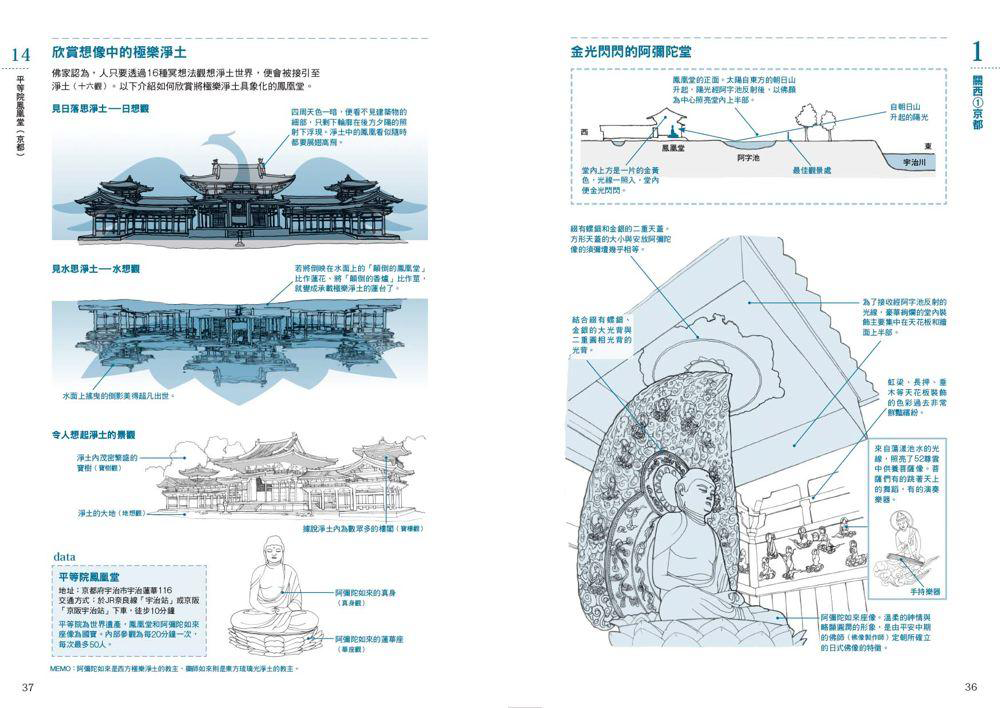 1
關西①京都
金光閃閃的阿彌陀堂
鳳凰堂的正面。太陽自東方的朝日山
升起,陽光經阿字池反射後,以佛顏
為中心照亮堂內上半部。
自朝日山
升起的陽光
西
鳳凰堂
阿字池
最佳觀景處
東
宇治川
堂內上方是一片的金黃
色,光線一照入,堂內
便金光閃閃。
綴有螺鈿和金銀的二重天蓋。
方形天蓋的大小與安放阿彌陀
像的須彌壇幾乎相等。
結合綴有螺鈿、
金銀的大光背與
二重圓相光背的
光背。
為了接收經阿字池反射的
光線,豪華絢爛的堂內裝
飾主要集中在天花板和牆
面上半部。
虹梁、長押、垂
木等天花板裝飾
的色彩過去非常
鮮豔繽紛。
來自蕩漾池水的光
線,照亮了52尊雲
中供養菩薩像。菩
薩們有的跳著天上
的舞蹈,有的演奏
樂器。
手持樂器
阿彌陀如來座像。溫柔的神情與
略顯圓潤的形象,是由平安中期
的佛師(佛像製作師)定朝所確立
的日式佛像的特徵。
36
14
平等院鳳凰堂(京都)
欣賞想像中的極樂淨土
佛家認為,人只要透過16種冥想法觀想淨土世界,便會被接引至
淨土(十六觀)。以下介紹如何欣賞將極樂淨土具象化的鳳凰堂。
見日落思淨土──日想觀
四周天色一暗,便看不見建築物的
細部,只剩下輪廓在後方夕陽的照
射下浮現。淨土中的鳳凰看似隨時
都要展翅高飛。
見水思淨土──水想觀
若將倒映在水面上的「顛倒的鳳凰堂」
比作蓮花、將「顛倒的香爐」比作莖,
就變成承載極樂淨土的蓮台了。
水面上搖曳的倒影美得超凡出世。
令人想起淨土的景觀
淨土內茂密繁盛的
寶樹(寶樹觀)
淨土的大地(地想觀)
據說淨土內為數眾多的樓閣(寶樓觀)
data
平等院鳳凰堂
地址:京都府宇治市宇治蓮華116
交通方式:於JR奈良線「宇治站」或京阪
「京阪宇治站」下車,徒步10分鐘
平等院為世界遺產,鳳凰堂和阿彌陀如來
座像為國寶。內部參觀為每20分鐘一次,
每次最多50人。
阿彌陀如來的真身
(真身觀)
阿彌陀如來的蓮華座
(華座觀)
MEMO:阿彌陀如來是西方極樂淨土的教主,藥師如來則是東方琉璃光淨土的教主。
37